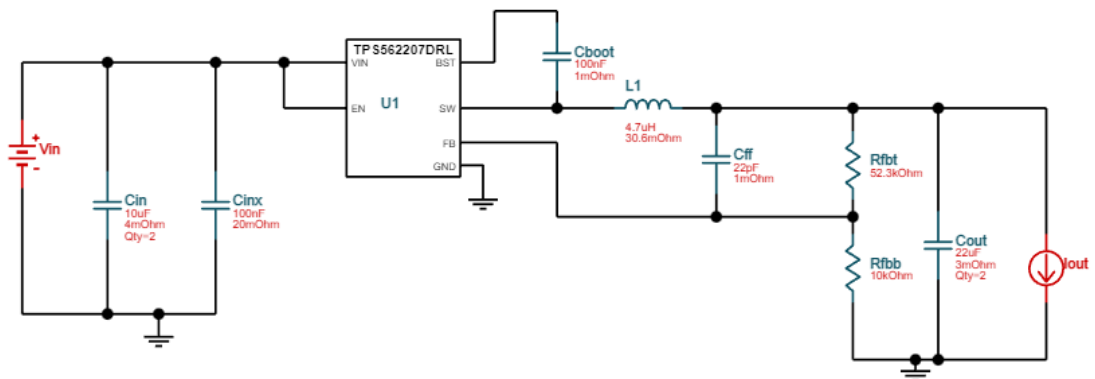 TPS562207DRL
VIN
BST
EN
U1
SW
FB
GND
Cboot
100nF
1mOhm
L1
4.7uH
30.6mOhm
+
Vin
-
Cin
10uF
4mOhm
Qty=2
Cinx
100nF
20mOhm
Cff
22pF
1mOhm
Rfbt
52.3kOhm
Rfbb
10kOhm
Cout
22uF
3mOhm
Qty=2
Iout